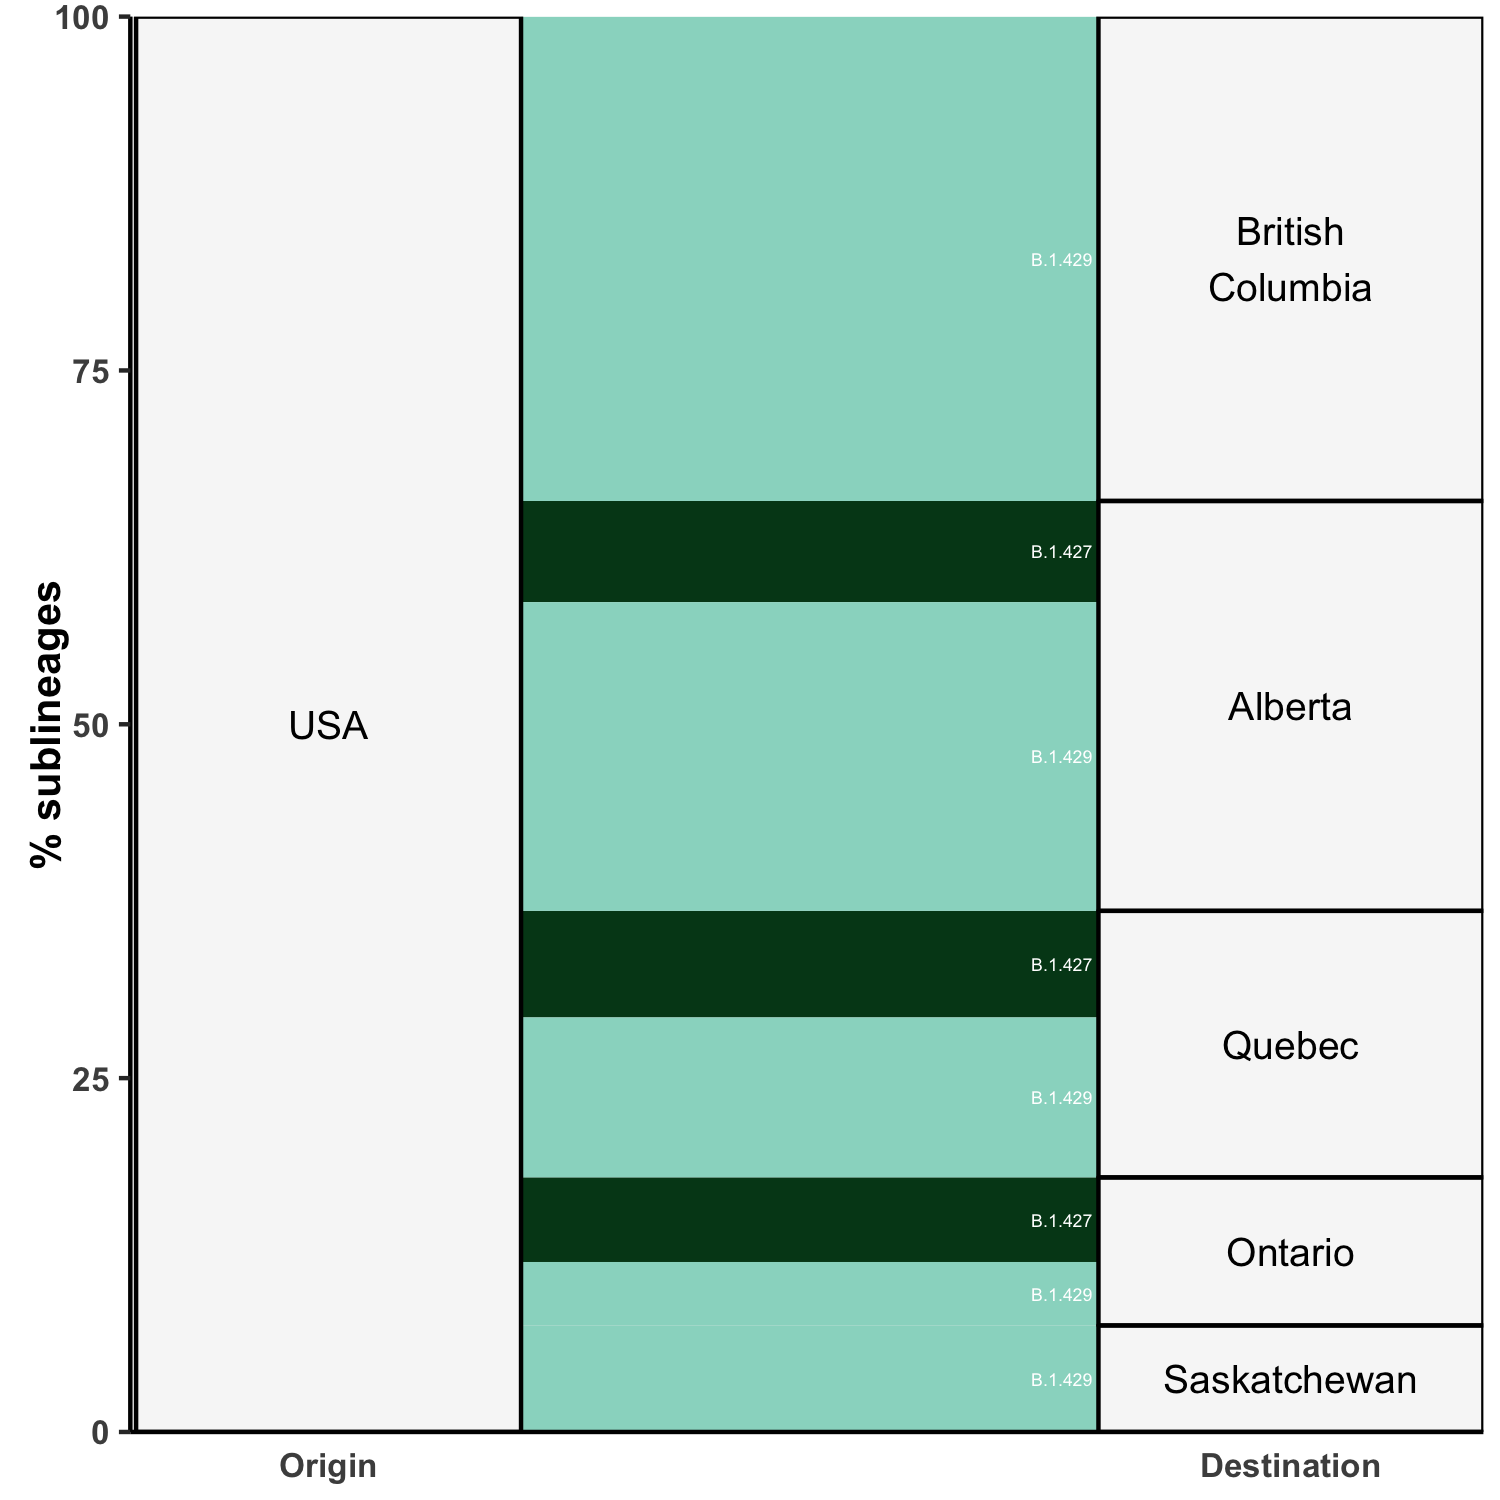 % sublineages
100
75
50
25
0
USA
B.1.429
B.1.427
B.1.429
B.1.427
B.1.429
B.1.427
B.1.429
B.1.429
British
Columbia
Alberta
Quebec
Ontario
Saskatchewan
Origin
Destination